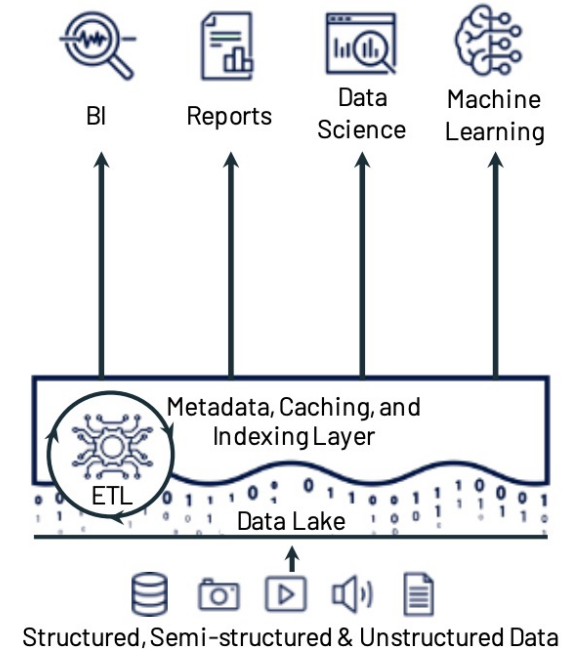 BI
Reports
Data
Science
Machine
Learning
Metadata, Caching, and
Indexing Layer
ETL
Data Lake
Structured, Semi-structured & Unstructured Data